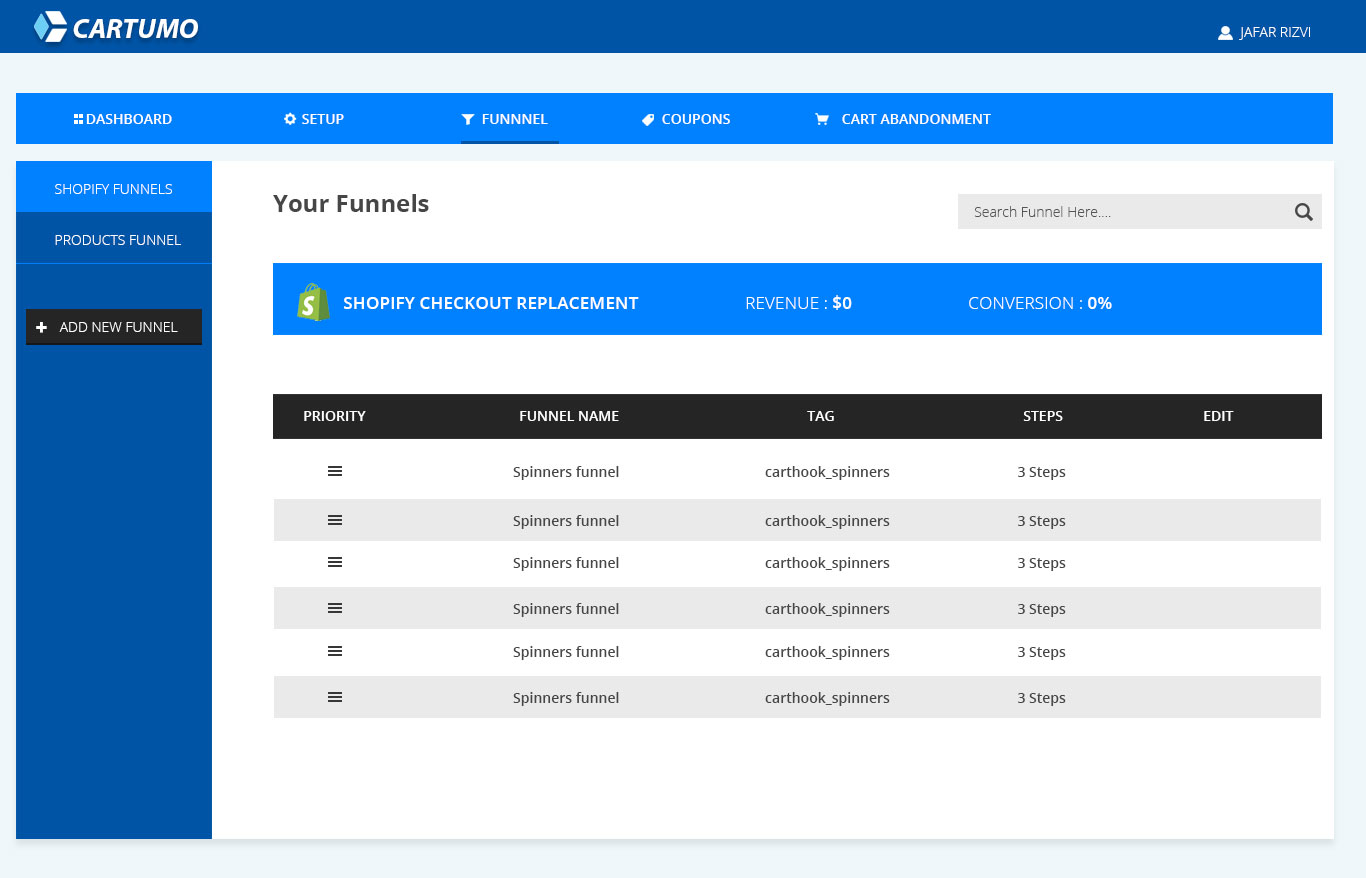 CARTUMO
JAFAR RIZVI
DASHBOARD SETUP FUNNNEL COUPONS CART ABANDONMENT
SHOPIFY FUNNELS
PRODUCTS FUNNEL
ADD NEW FUNNEL
Your Funnels
Search Funnel Here....
SHOPIFY CHECKOUT REPLACEMENT REVENUE : $0 CONVERSION : 0%
PRIORITY FUNNEL NAME TAG STEPS EDIT
Spinners funnel carthook_spinners 3 Steps
Spinners funnel carthook_spinners 3 Steps
Spinners funnel carthook_spinners 3 Steps
Spinners funnel carthook_spinners 3 Steps
Spinners funnel carthook_spinners 3 Steps
Spinners funnel carthook_spinners 3 Steps